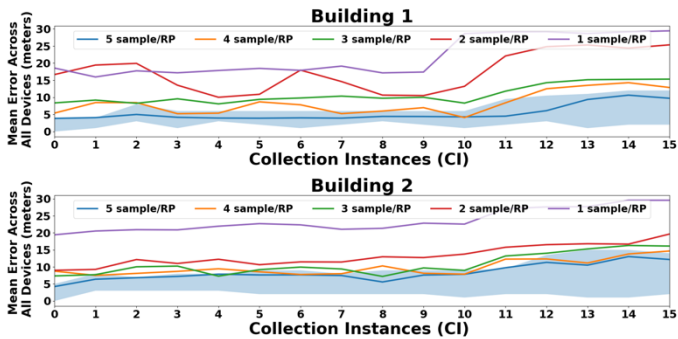 Building 1
Mean Error Across
All Devices (meters)
30
25
20
15
10
5
0
5 sample/RP 4 sample/RP 3 sample/RP 2 sample/RP 1 sample/RP
0 1 2 3 4 5 6 7 8 9 10 11 12 13 14 15
Collection Instances (CI)
Building 2
Mean Error Across
All Devices (meters)
30
25
20
15
10
5
0
5 sample/RP 4 sample/RP 3 sample/RP 2 sample/RP 1 sample/RP
0 1 2 3 4 5 6 7 8 9 10 11 12 13 14 15
Collection Instances (CI)